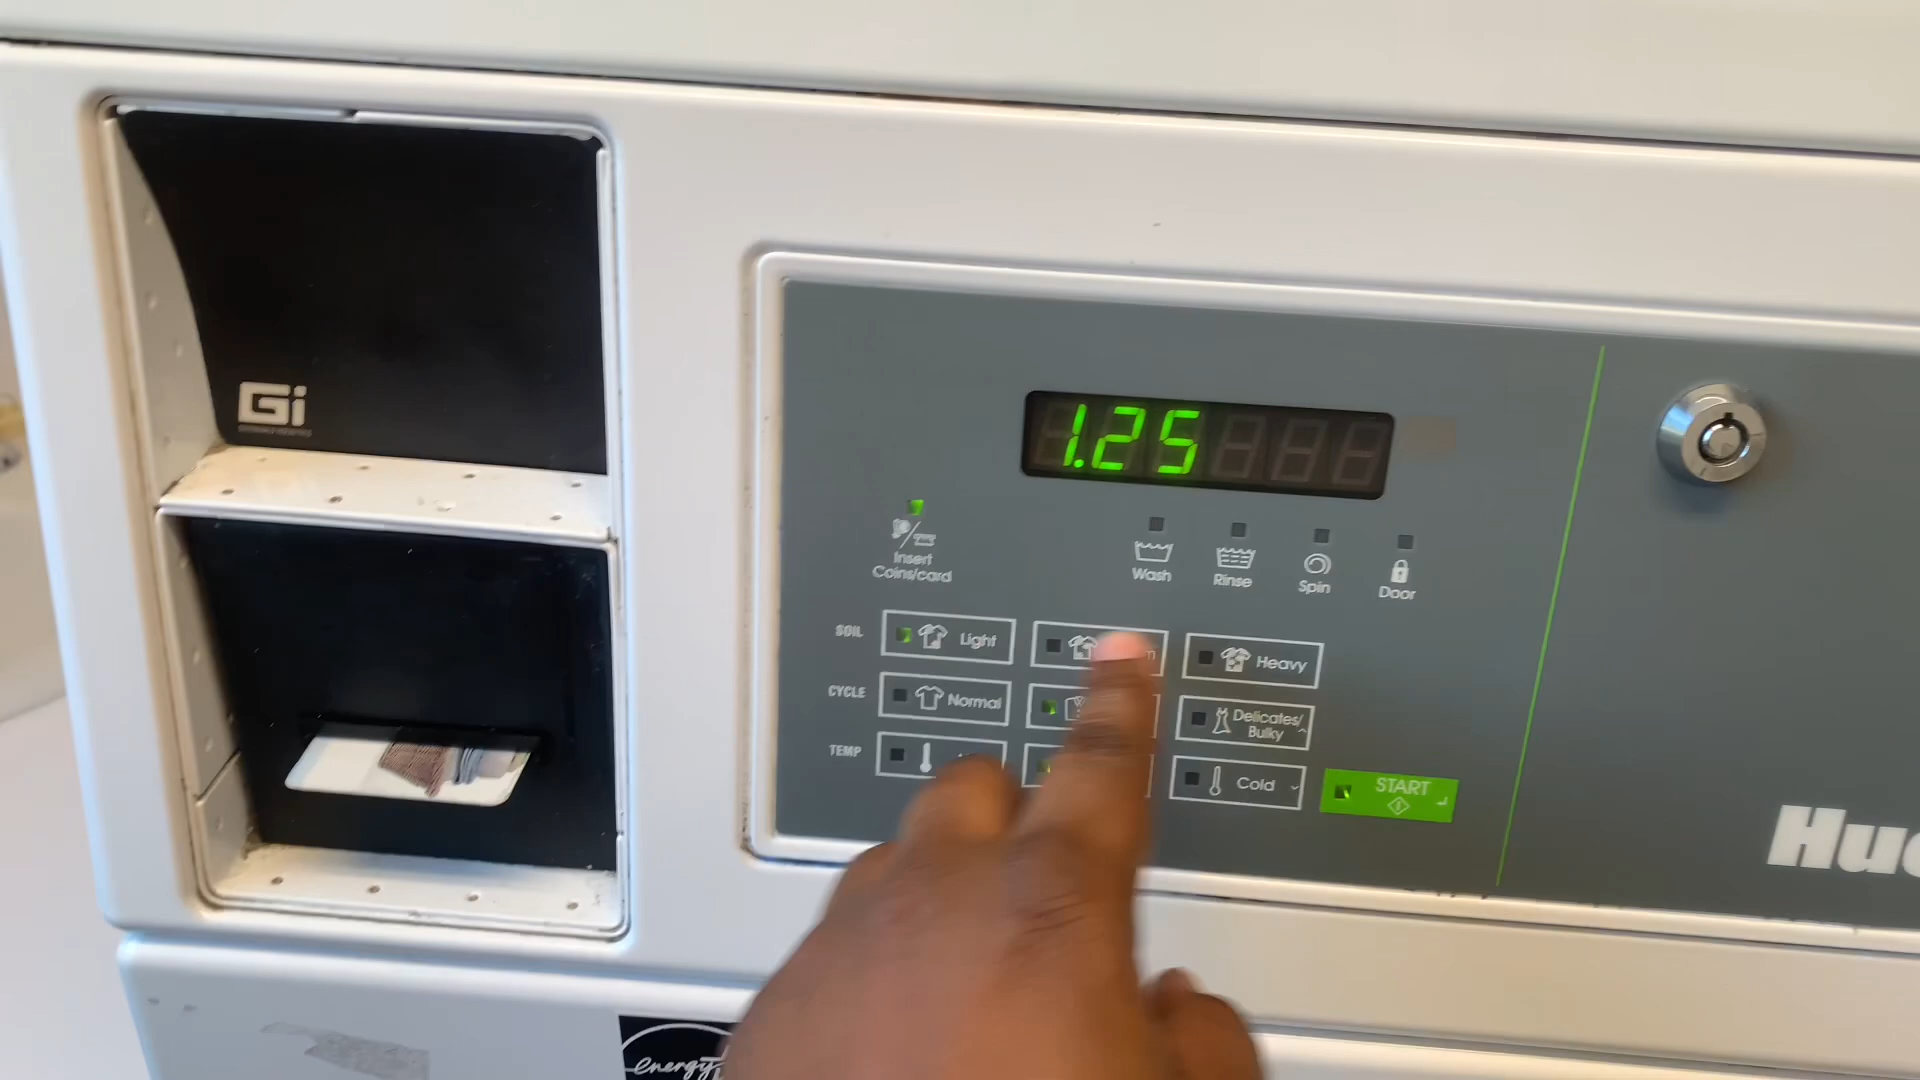 Gi
1.25
Insert
Coins/card
Wash
Rinse
Spin
Door
SOIL
Light
Heavy
CYCLE
Normal
Delicates/
Bulky
TEMP
Cold
START
energy